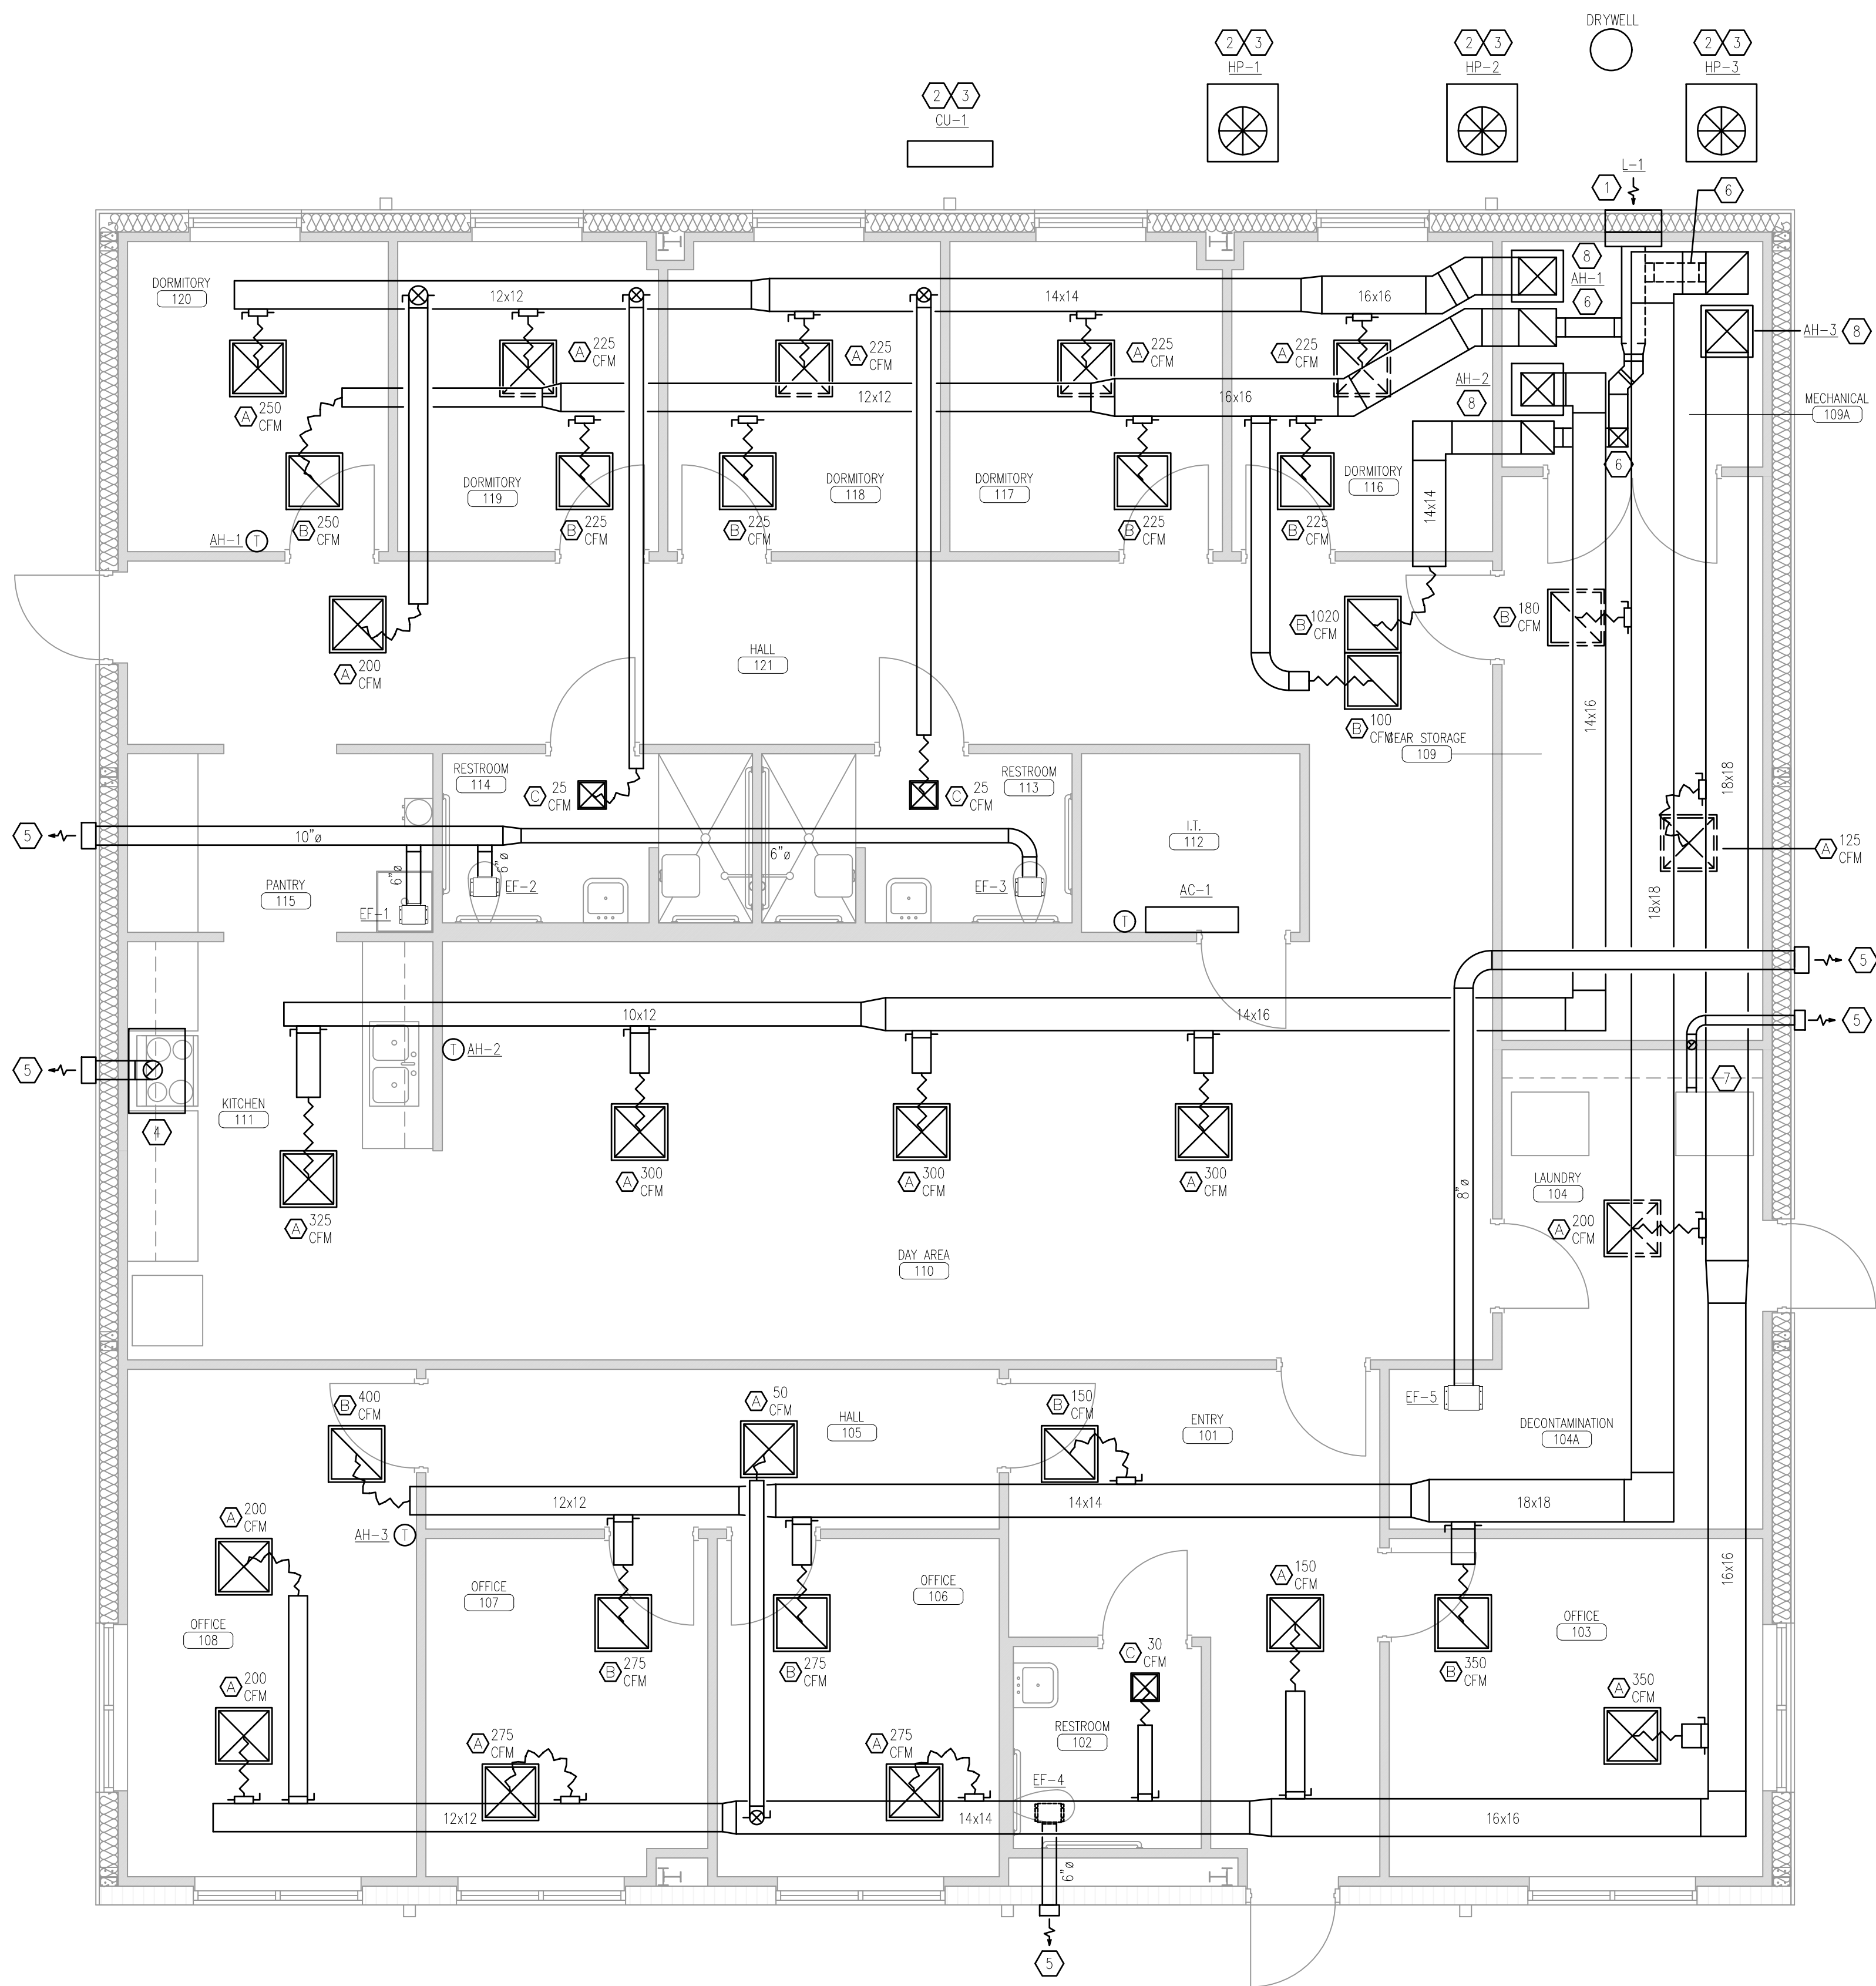 DRYWELL
2 3
HP-1
2 3
HP-2
2 3
HP-3
2 3
CU-1
L-1
1
6
8
AH-1
6
AH-3 8
DORMITORY
120
12x12
14x14
16x16
A 250
CFM
A 225
CFM
A 225
CFM
A 225
CFM
A 225
CFM
12x12
16x16
AH-2
8
MECHANICAL
109A
6
DORMITORY
119
DORMITORY
118
DORMITORY
117
DORMITORY
116
14x14
B 250
CFM
B 225
CFM
B 225
CFM
B 225
CFM
B 225
CFM
AH-1 T
A 200
CFM
HALL
121
B 1020
CFM
B 180
CFM
B 100
CFM
GEAR STORAGE
109
14x16
18x18
18x18
RESTROOM
114
C 25
CFM
C 25
CFM
RESTROOM
113
I.T.
112
A 125
CFM
5
10"ø
6"ø
6"ø
6"ø
PANTRY
115
EF-1
EF-2
EF-3
AC-1
T
5
10x12
14x16
5
T AH-2
5
4
KITCHEN
111
7
A 325
CFM
A 300
CFM
A 300
CFM
A 300
CFM
8"ø
LAUNDRY
104
A 200
CFM
DAY AREA
110
B 400
CFM
A 50
CFM
HALL
105
B 150
CFM
ENTRY
101
EF-5
DECONTAMINATION
104A
12x12
14x14
18x18
A 200
CFM
AH-3 T
OFFICE
107
OFFICE
106
A 150
CFM
16x16
OFFICE
108
OFFICE
103
B 275
CFM
B 275
CFM
C 30
CFM
B 350
CFM
A 200
CFM
A 350
CFM
A 275
CFM
A 275
CFM
RESTROOM
102
EF-4
12x12
14x14
16x16
6"ø
5